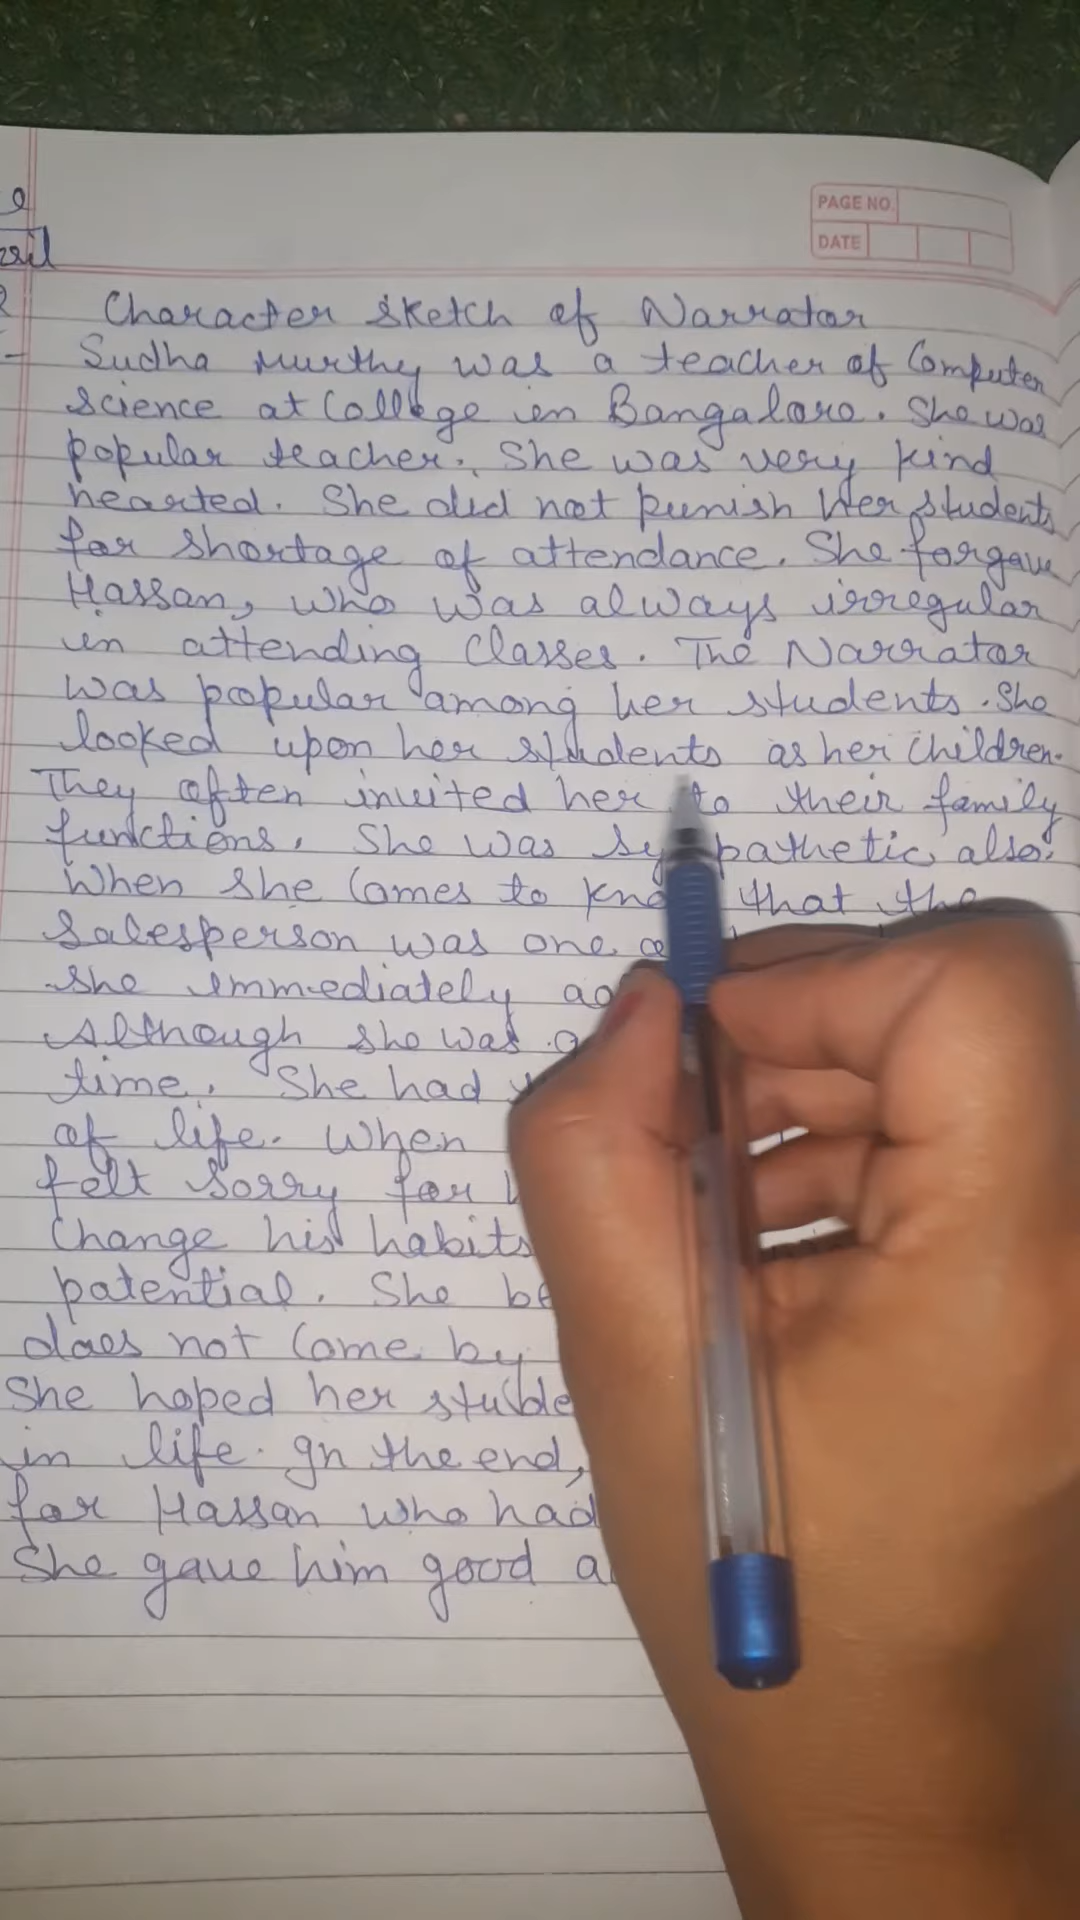 PAGE NO.
DATE
Character sketch of Narrator
Sudha Murthy was a teacher of Computer
science at College in Bangalore. She was
popular teacher. She was very kind
hearted. She did not punish Her students
for shortage of attendance. She forgave
Hassan, who was always irregular
in attending classes. The Narrator
was popular among her students. She
looked upon her students as her children.
They often invited her to their family
functions. She was pathetic also.
When she comes to that the
salesperson was one
she immediately
Although she was
time. She had
of life. When
felt sorry for
change his habits
patential. She
does not come by
She hoped her
in life. In the end,
for Hassan who had
She gave him good